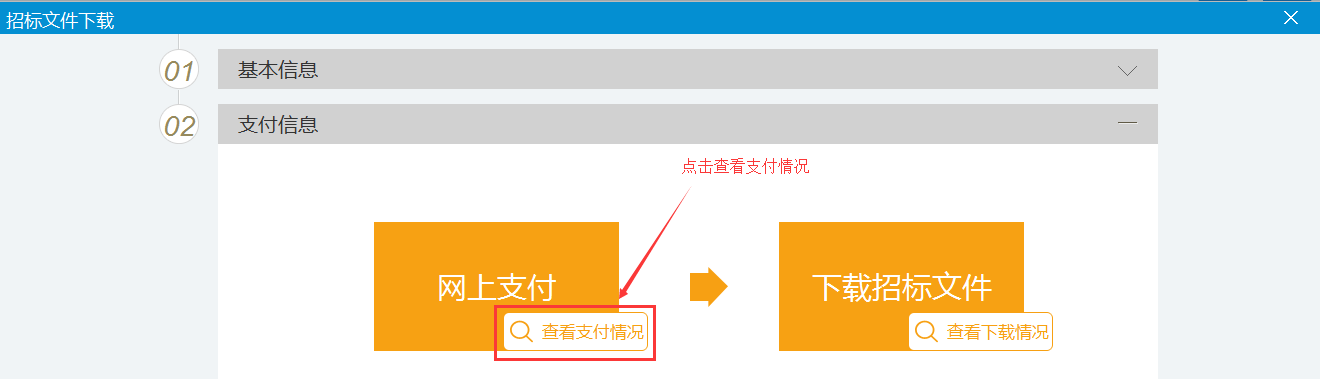 招标文件下载
01 基本信息
02 支付信息
点击查看支付情况
网上支付
查看支付情况
下载招标文件
查看下载情况